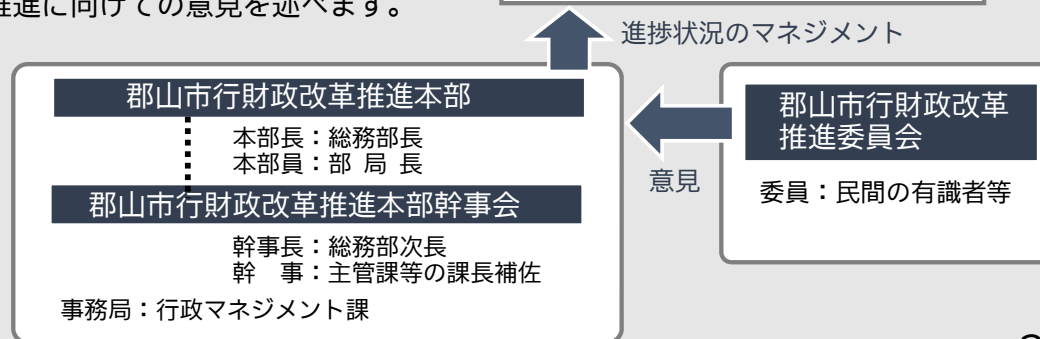 推進に向けての意見を述べます。
進捗状況のマネジメント
郡山市行財政改革推進本部
本部長：総務部長
本部員：部 局 長
郡山市行財政改革推進本部幹事会
幹事長：総務部次長
幹　事：主管課等の課長補佐
事務局：行政マネジメント課
意見
郡山市行財政改革
推進委員会
委員：民間の有識者等